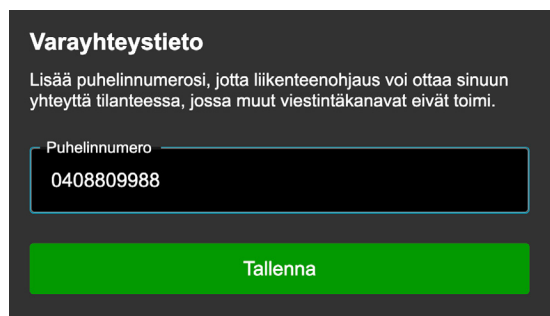 Varayhteystieto
Lisää puhelinnumerosi, jotta liikenteenohjaus voi ottaa sinuun
yhteyttä tilanteessa, jossa muut viestintäkanavat eivät toimi.
Puhelinnumero
0408809988
Tallenna